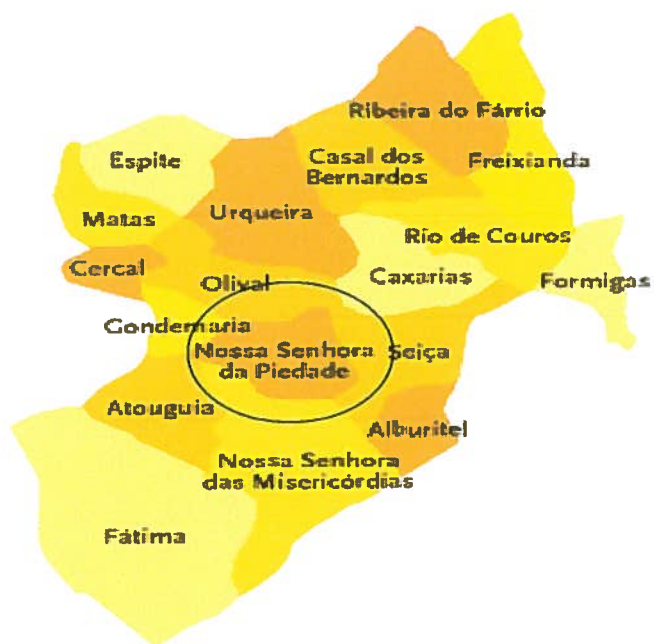 Ribeira do Fárrio
Espite
Casal dos
Bernardos
Freixianda
Matas
Urqueira
Rio de Couros
Cercal
Olival
Caxarias
Formigas
Gondemaria
Nossa Senhora
da Piedade
Seiça
Atouguia
Alburitel
Nossa Senhora
das Misericórdias
Fátima